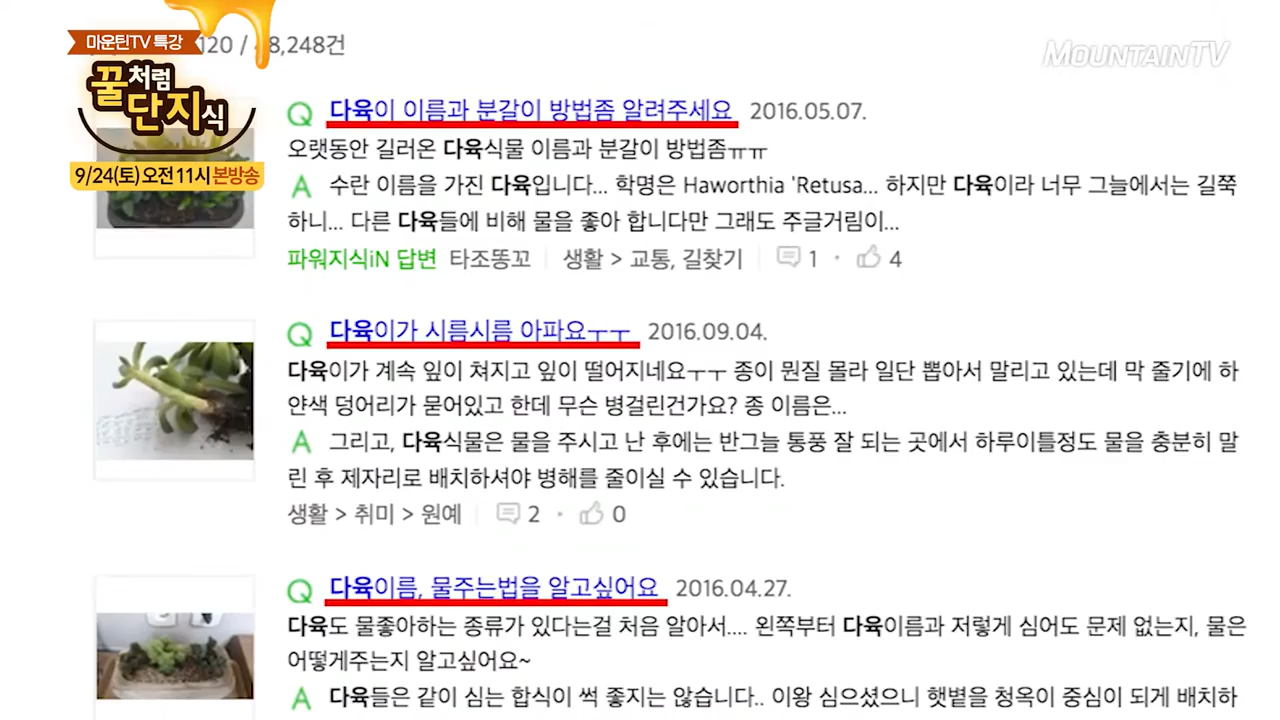 마운틴TV 특강
꿀처럼
단지식
9/24(토) 오전 11시 본방송
120 / 8,248건
MOUNTAINTV
Q 다육이 이름과 분갈이 방법좀 알려주세요 2016.05.07.
오랫동안 길러온 다육식물 이름과 분갈이 방법좀ㅠㅠ
A 수란 이름을 가진 다육입니다... 학명은 Haworthia 'Retusa... 하지만 다육이라 너무 그늘에서는 길쭉
하니... 다른 다육들에 비해 물을 좋아 합니다만 그래도 주글거림이...
파워지식iN 답변 타조똥꼬 생활 > 교통, 길찾기 1 · 4
Q 다육이가 시름시름 아파요ㅜㅜ 2016.09.04.
다육이가 계속 잎이 쳐지고 잎이 떨어지네요ㅜㅜ 종이 뭔질 몰라 일단 뽑아서 말리고 있는데 막 줄기에 하
얀색 덩어리가 묻어있고 한데 무슨 병걸린건가요? 종 이름은...
A 그리고, 다육식물은 물을 주시고 난 후에는 반그늘 통풍 잘 되는 곳에서 하루이틀정도 물을 충분히 말
린 후 제자리로 배치하셔야 병해를 줄이실 수 있습니다.
생활 > 취미 > 원예 2 · 0
Q 다육이름, 물주는법을 알고싶어요 2016.04.27.
다육도 물좋아하는 종류가 있다는걸 처음 알아서.... 왼쪽부터 다육이름과 저렇게 심어도 문제 없는지, 물은
어떻게주는지 알고싶어요~
A 다육들은 같이 심는 합식이 썩 좋지는 않습니다.. 이왕 심으셨으니 햇볕을 청옥이 중심이 되게 배치하